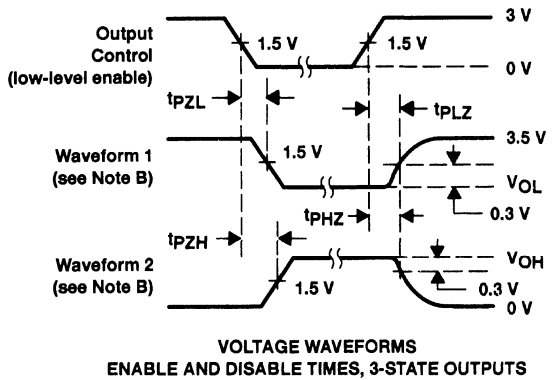 Output
Control
(low-level enable)
3 V
1.5 V
1.5 V
0 V
tPZL
tPLZ
Waveform 1
(see Note B)
3.5 V
1.5 V
VOL
0.3 V
tPHZ
tPZH
Waveform 2
(see Note B)
VOH
1.5 V
0.3 V
0 V
VOLTAGE WAVEFORMS
ENABLE AND DISABLE TIMES, 3-STATE OUTPUTS